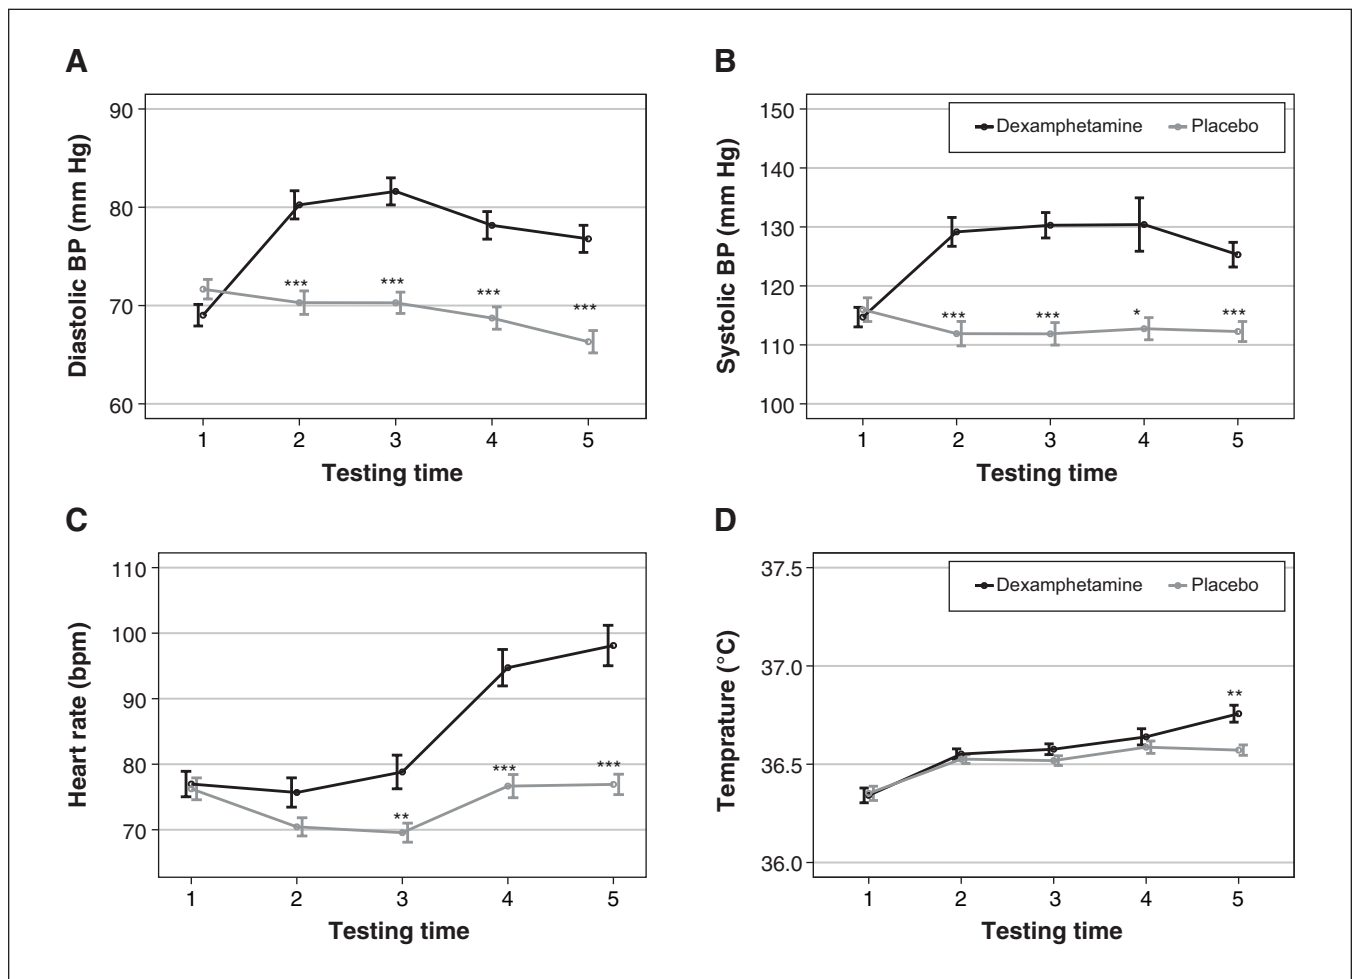 A
Diastolic BP (mm Hg)
90
80
70
60
***
***
***
***
1 2 3 4 5
Testing time
B
Systolic BP (mm Hg)
150
140
130
120
110
100
Dexamphetamine Placebo
***
***
*
***
1 2 3 4 5
Testing time
C
Heart rate (bpm)
110
100
90
80
70
**
***
***
1 2 3 4 5
Testing time
D
Temprature (°C)
37.5
37.0
36.5
36.0
Dexamphetamine Placebo
**
1 2 3 4 5
Testing time